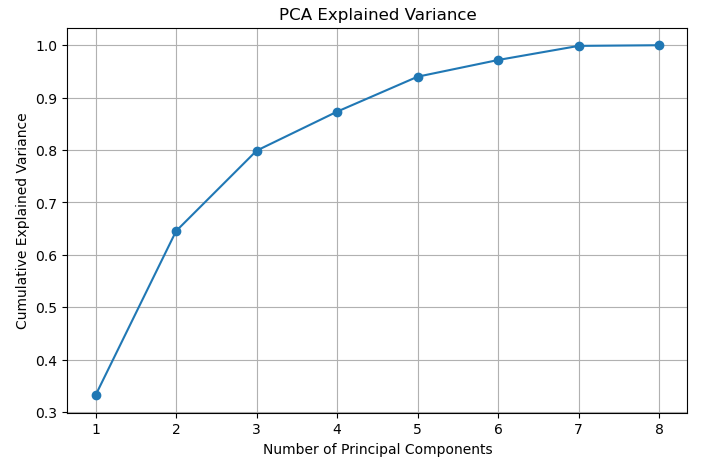 PCA Explained Variance
Cumulative Explained Variance
1.0
0.9
0.8
0.7
0.6
0.5
0.4
0.3
1 2 3 4 5 6 7 8
Number of Principal Components